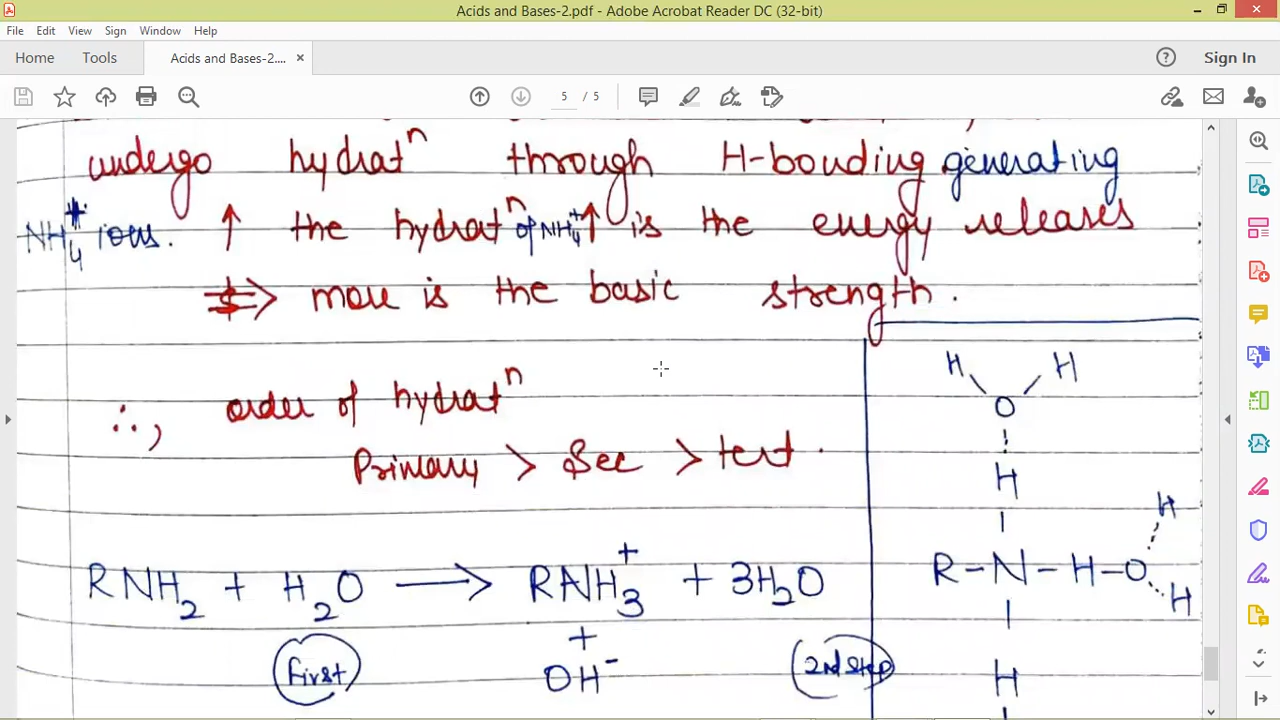 Acids and Bases-2.pdf - Adobe Acrobat Reader DC (32-bit)
File Edit View Sign Window Help
Home Tools Acids and Bases-2.... × Sign In
5 / 5
undergo hydratⁿ through H-bonding generating
NH₄⁺ ions. ↑ the hydratⁿ of NH₄⁺ ↑ is the energy releases
⇒ more is the basic strength.
∴, order of hydratⁿ
Primary > Sec > tert.
H H
O
H
H
RNH₂ + H₂O ⟶ RNH₃⁺ + 3H₂O
R-N-H-O
H
+
First OH⁻ 2nd step
H